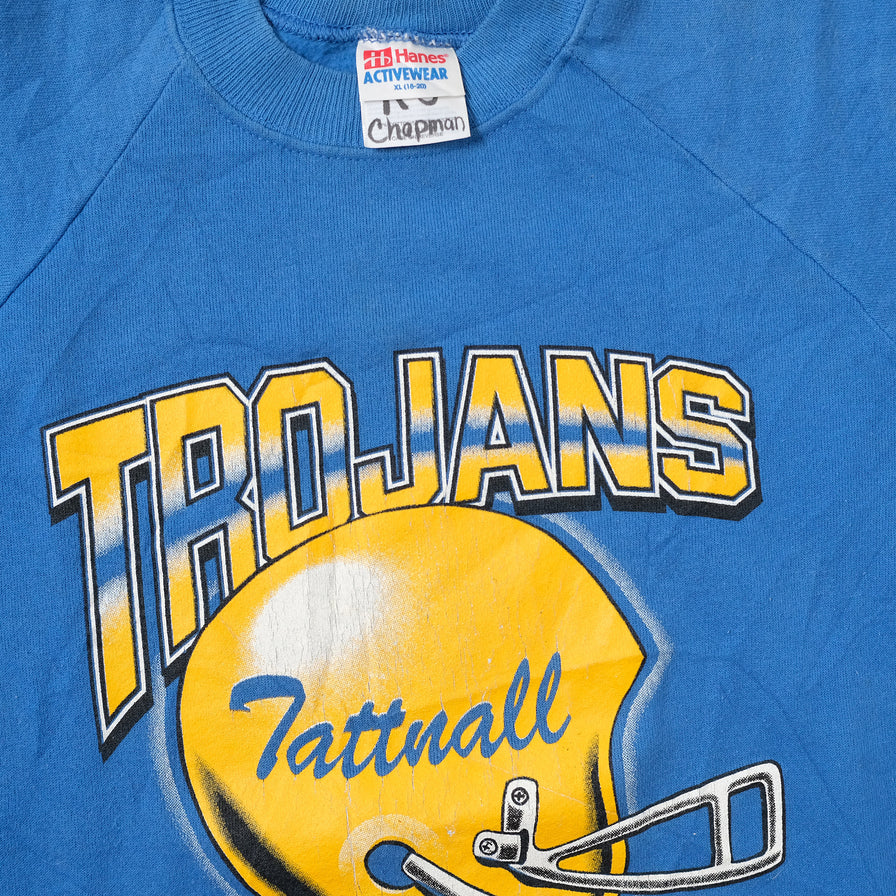 Hanes
ACTIVEWEAR
XL (18-20)
Chapman
TROJANS
Tattnall